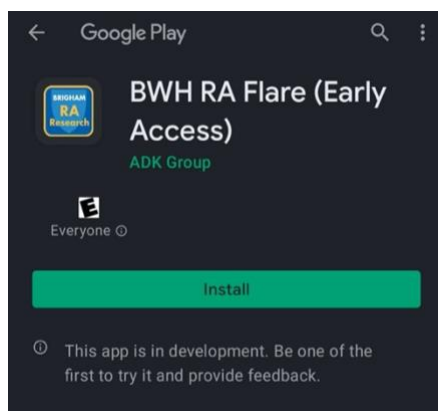 Google Play
BRIGHAM
RA
Research
BWH RA Flare (Early
Access)
ADK Group
E
Everyone
Install
This app is in development. Be one of the
first to try it and provide feedback.